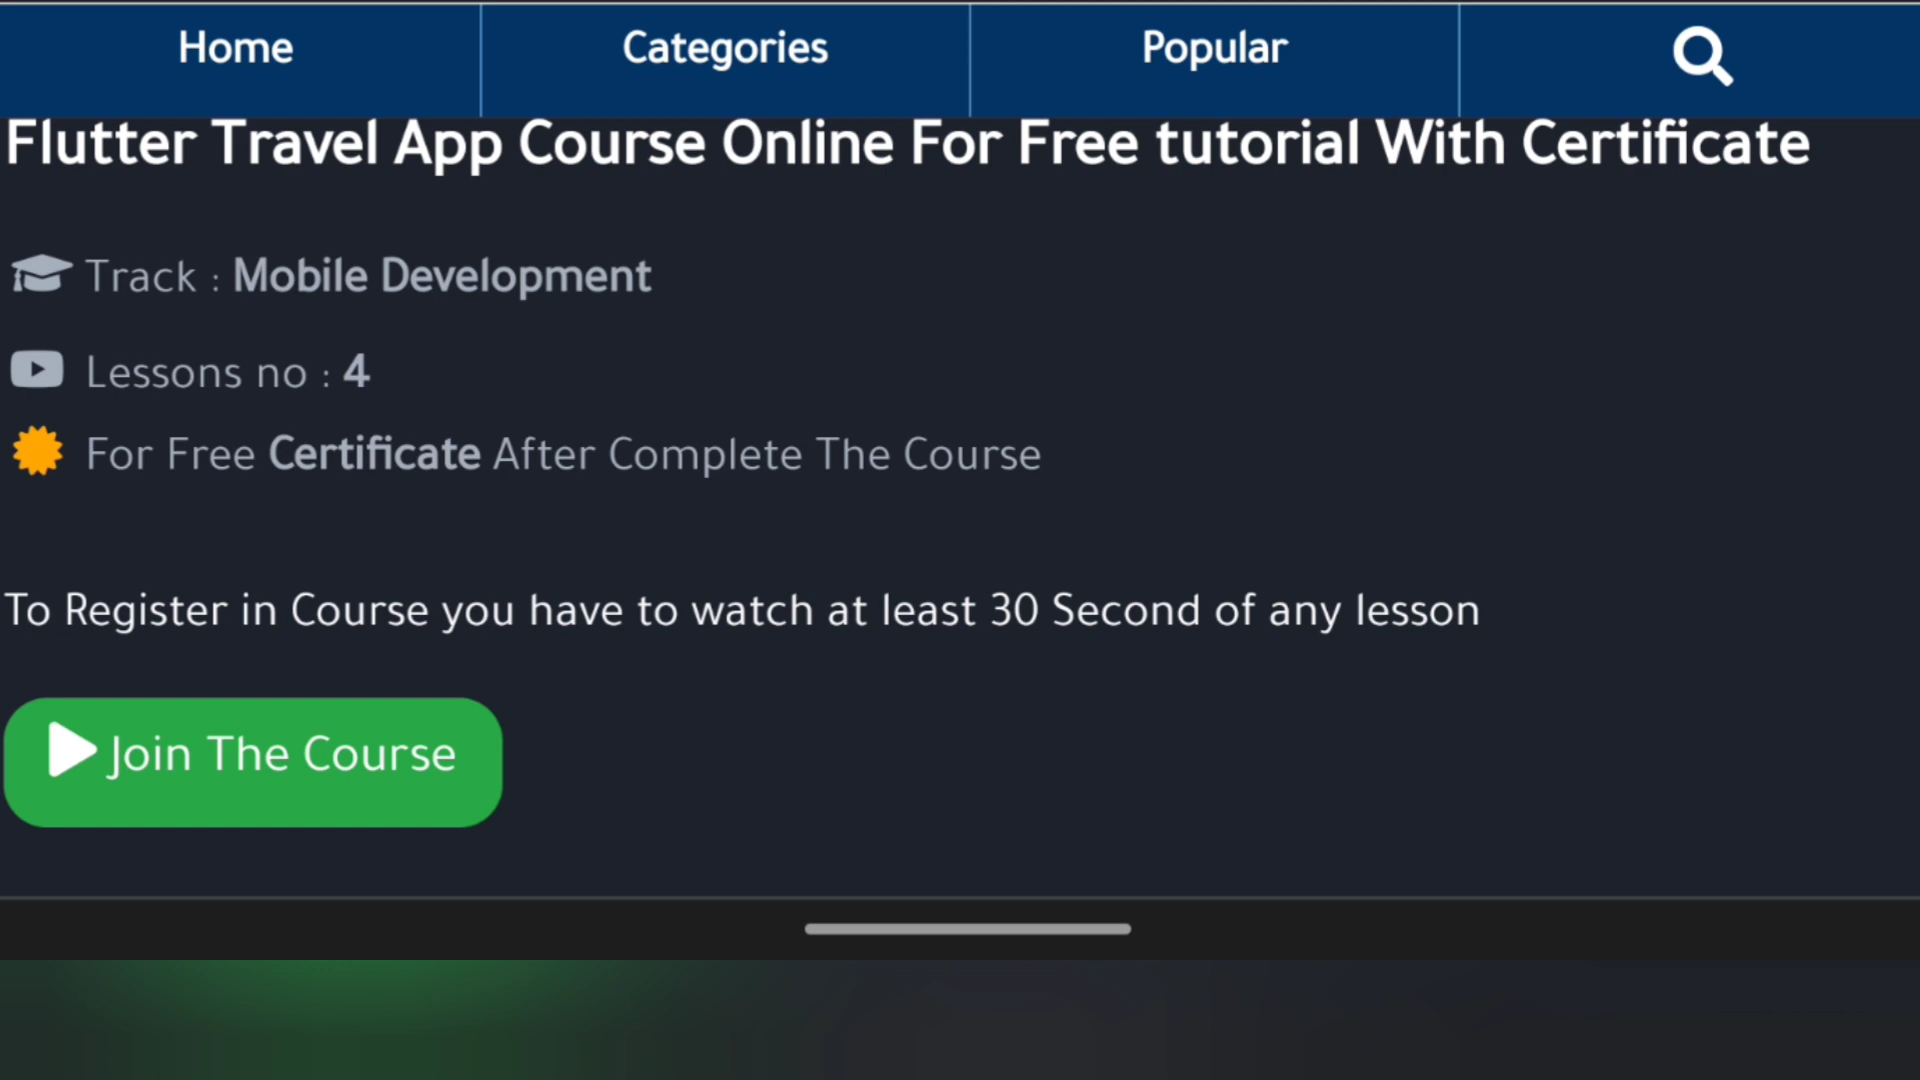 Home
Categories
Popular
Flutter Travel App Course Online For Free tutorial With Certificate
Track : Mobile Development
Lessons no : 4
For Free Certificate After Complete The Course
To Register in Course you have to watch at least 30 Second of any lesson
Join The Course